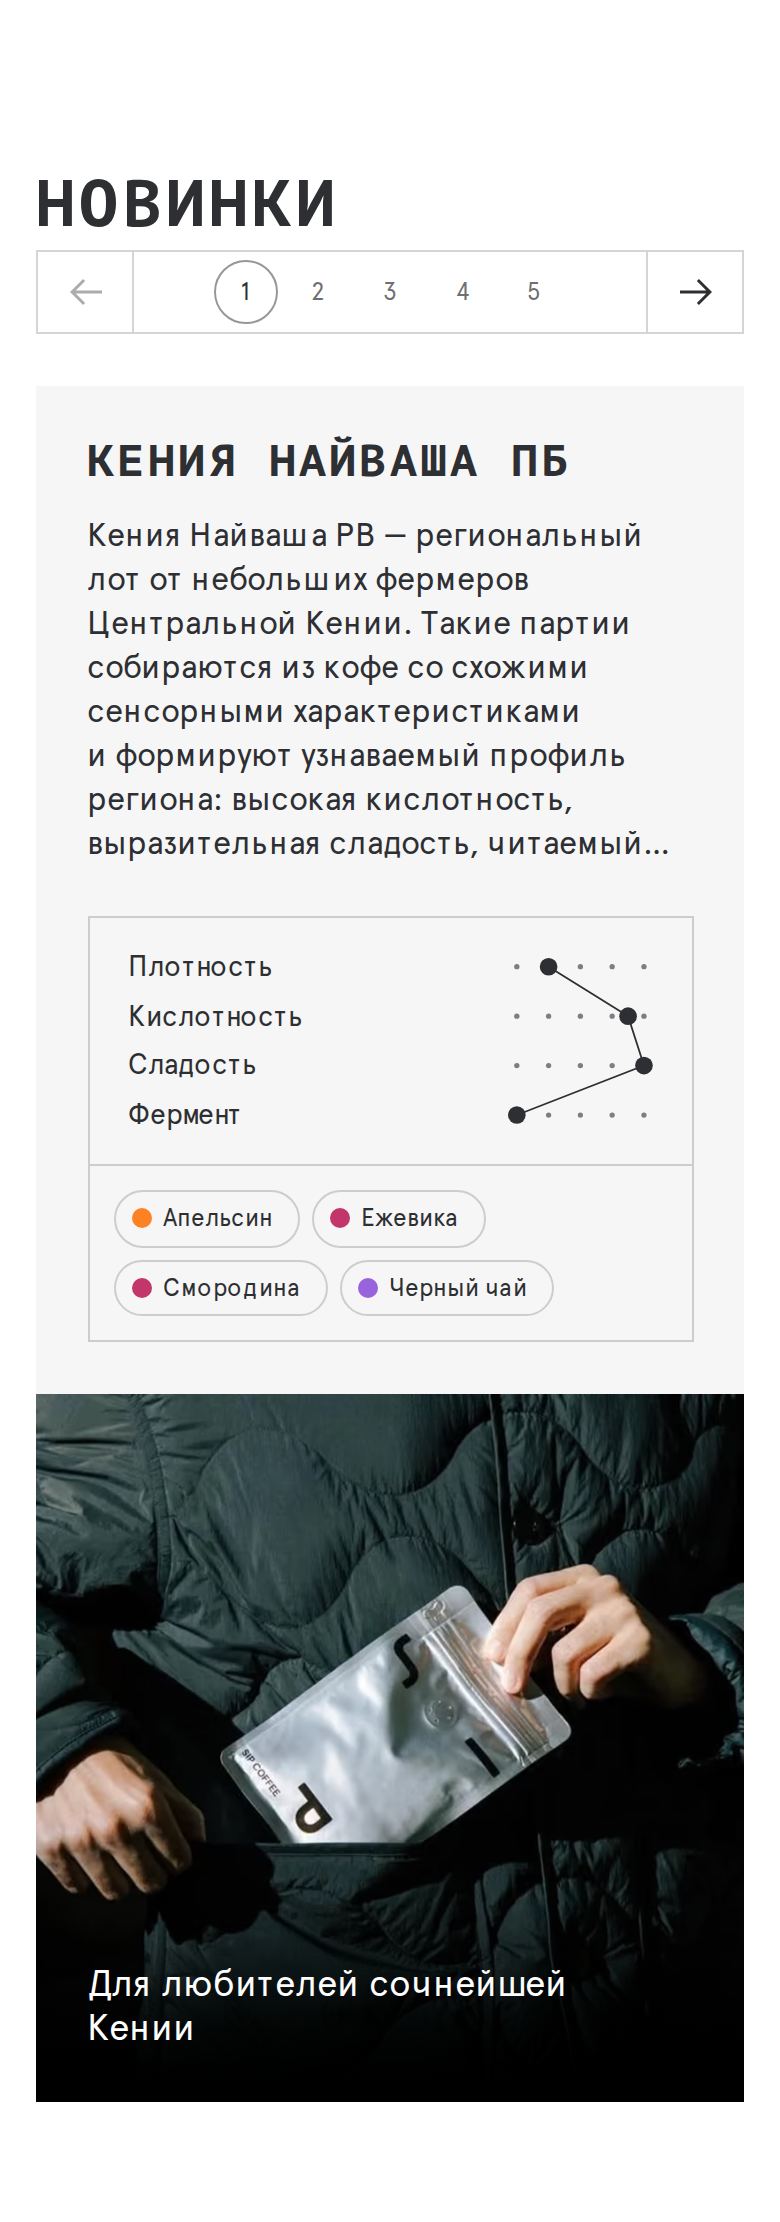 НОВИНКИ
1 2 3 4 5
КЕНИЯ НАЙВАША ПБ
Кения Найваша PB — региональный
лот от небольших фермеров
Центральной Кении. Такие партии
собираются из кофе со схожими
сенсорными характеристиками
и формируют узнаваемый профиль
региона: высокая кислотность,
выразительная сладость, читаемый...
Плотность
Кислотность
Сладость
Фермент
Апельсин Ежевика
Смородина Черный чай
S
I
P
SIP COFFEE
Для любителей сочнейшей
Кении